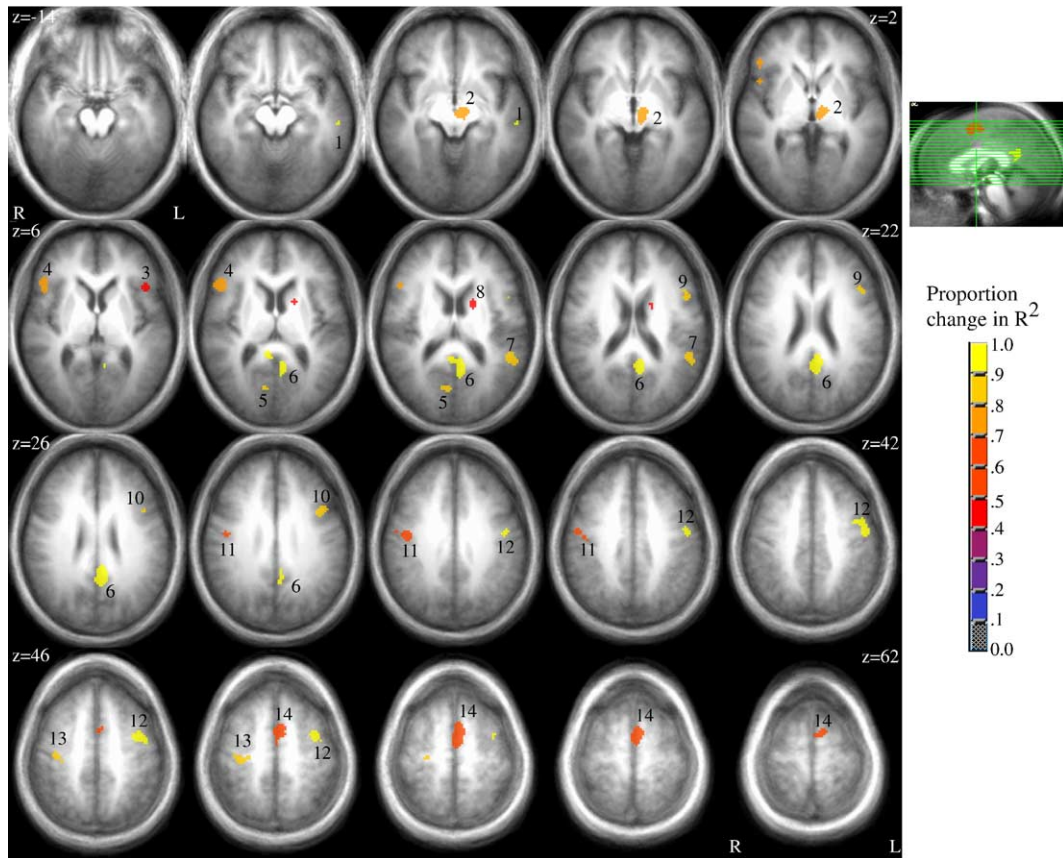 z=-14 z=2
1 2 1 2 2
R L
z=6 z=22
4 3 4 8 9 9
6 5 7 6 5 7 6 6
z=26 z=42
10 10 12
6 11 6 11 12 11 12
z=46 z=62
13 12 13 14 12 14 14 14
R L
Proportion
change in R²
1.0
.9
.8
.7
.6
.5
.4
.3
.2
.1
0.0